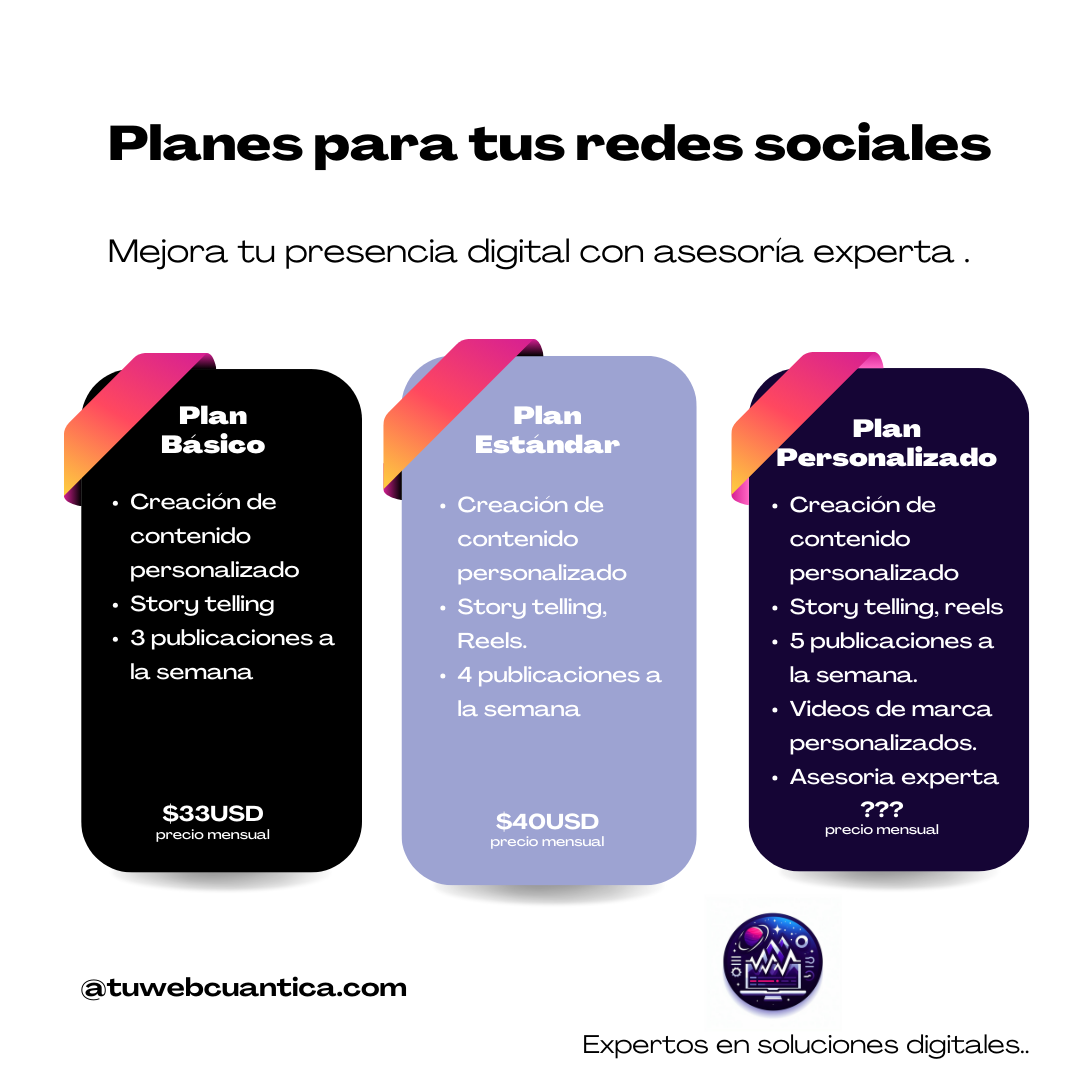 Planes para tus redes sociales
Mejora tu presencia digital con asesoría experta .
Plan
Básico
• Creación de
contenido
personalizado
• Story telling
• 3 publicaciones a
la semana
$33USD
precio mensual
Plan
Estándar
• Creación de
contenido
personalizado
• Story telling,
Reels.
• 4 publicaciones a
la semana
$40USD
precio mensual
Plan
Personalizado
• Creación de
contenido
personalizado
• Story telling, reels
• 5 publicaciones a
la semana.
• Videos de marca
personalizados.
• Asesoria experta
???
precio mensual
@tuwebcuantica.com
Expertos en soluciones digitales..